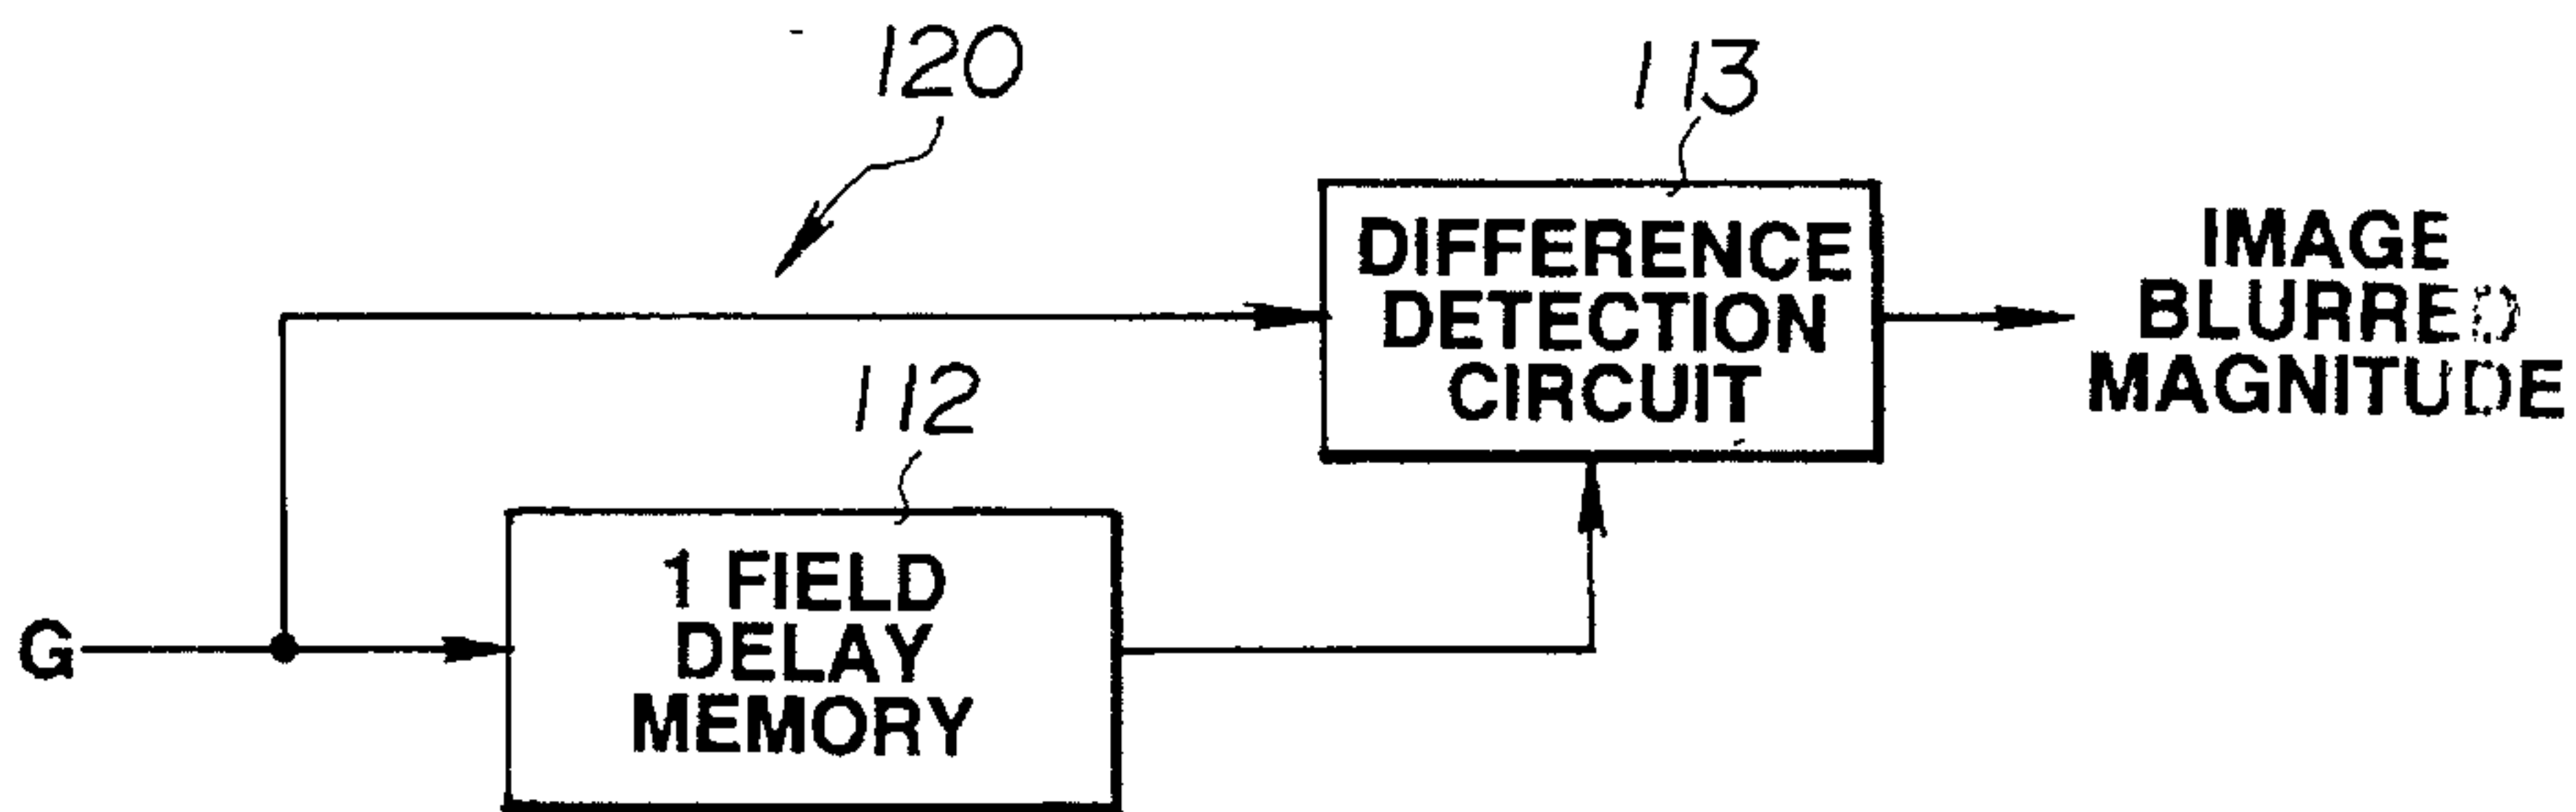 120
113
DIFFERENCE
DETECTION
CIRCUIT
IMAGE
BLURRED
MAGNITUDE
112
1 FIELD
DELAY
MEMORY
G